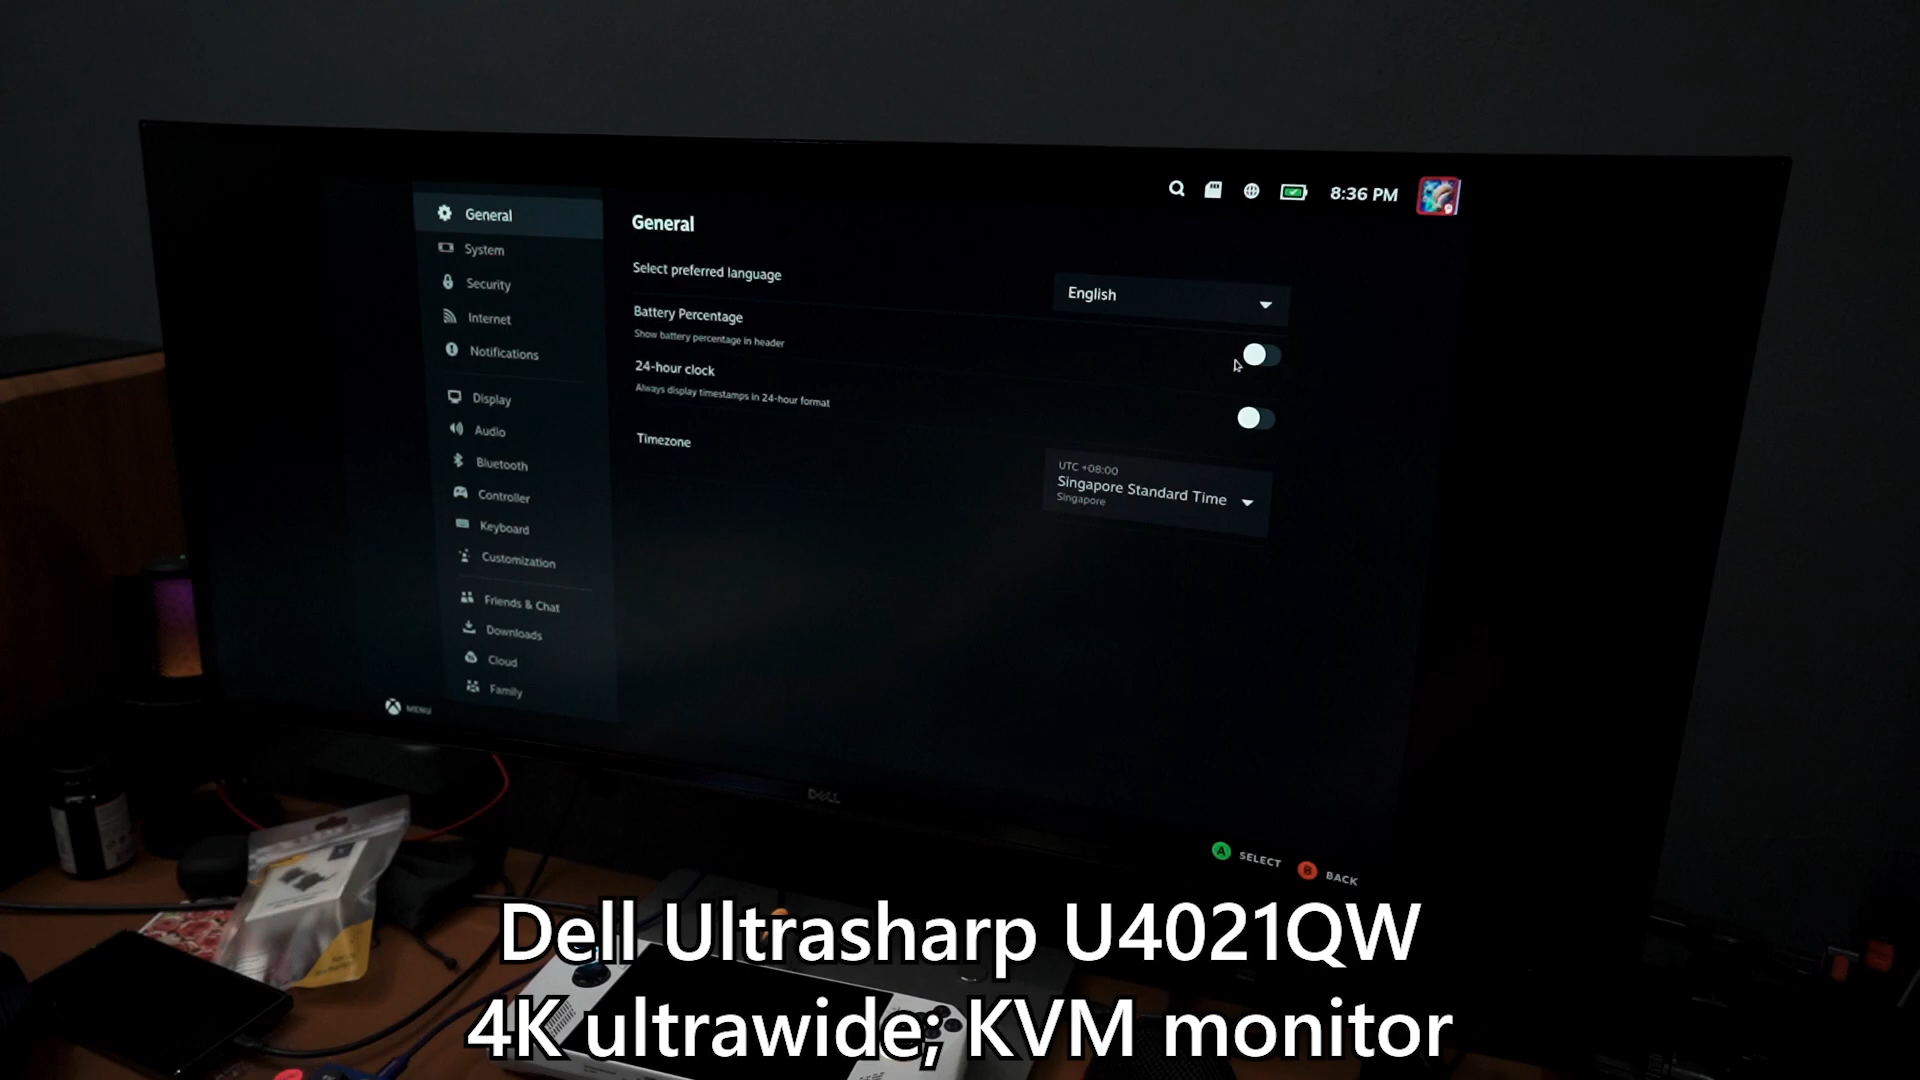 8:36 PM
General
System
Security
Internet
Notifications
Display
Audio
Bluetooth
Controller
Keyboard
Customization
Friends & Chat
Downloads
Cloud
Family
MENU
General
Select preferred language
English
Battery Percentage
Show battery percentage in header
24-hour clock
Always display timestamps in 24-hour format
Timezone
UTC +08:00
Singapore Standard Time
Singapore
DELL
A SELECT
B BACK
Dell Ultrasharp U4021QW
4K ultrawide; KVM monitor